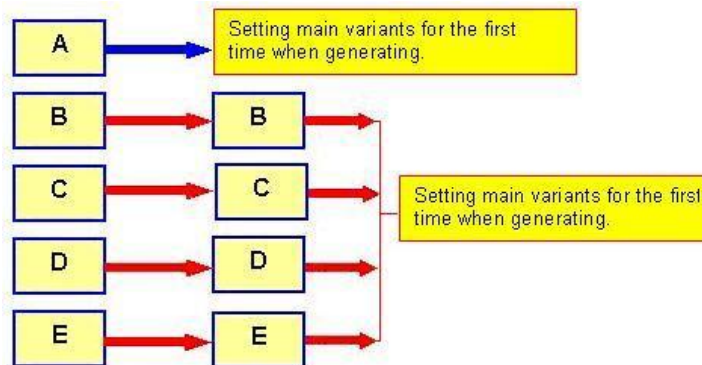 A
Setting main variants for the first
time when generating.
B
B
C
C
Setting main variants for the first
time when generating.
D
D
E
E